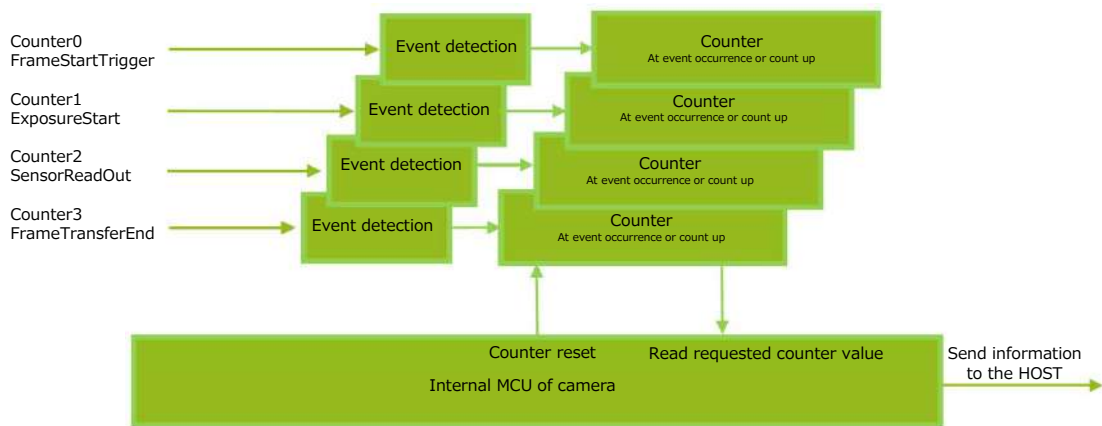 Counter0
FrameStartTrigger
Event detection
Counter
At event occurrence or count up
Counter1
ExposureStart
Event detection
Counter
At event occurrence or count up
Counter2
SensorReadOut
Event detection
Counter
At event occurrence or count up
Counter3
FrameTransferEnd
Event detection
Counter
At event occurrence or count up
Counter reset
Read requested counter value
Internal MCU of camera
Send information
to the HOST